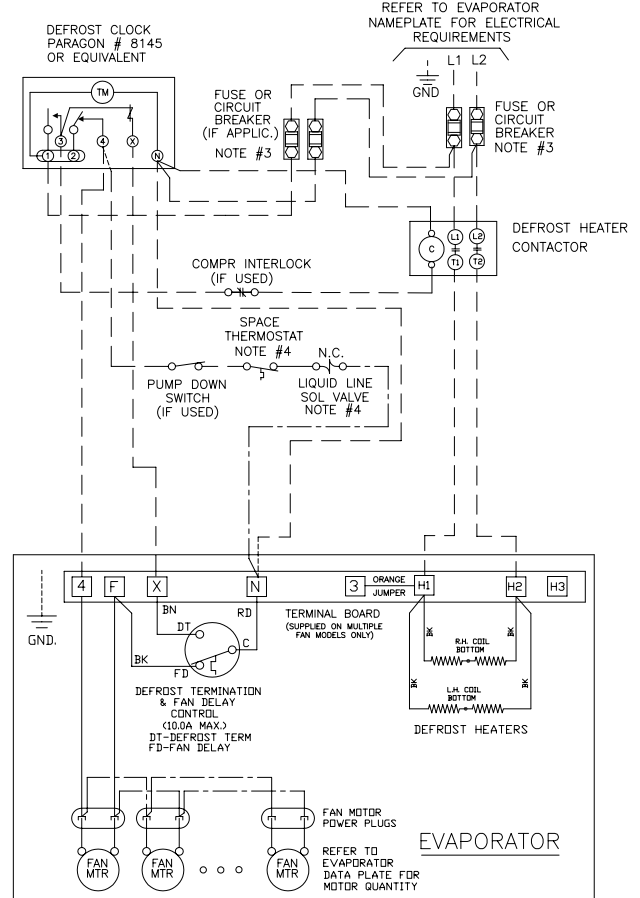 REFER TO EVAPORATOR
NAMEPLATE FOR ELECTRICAL
REQUIREMENTS
L1 L2
GND
DEFROST CLOCK
PARAGON # 8145
OR EQUIVALENT
TM
3
4
X
1
2
N
FUSE OR
CIRCUIT
BREAKER
(IF APPLIC.)
NOTE #3
FUSE OR
CIRCUIT
BREAKER
NOTE #3
C
L1
L2
T1
T2
DEFROST HEATER
CONTACTOR
COMPR INTERLOCK
(IF USED)
SPACE
THERMOSTAT
NOTE #4
N.C.
PUMP DOWN
SWITCH
(IF USED)
LIQUID LINE
SOL VALVE
NOTE #4
4
F
X
N
3
ORANGE
JUMPER
H1
H2
H3
GND.
BN
RD
DT
C
BK
FD
TERMINAL BOARD
(SUPPLIED ON MULTIPLE
FAN MODELS ONLY)
BK
BK
R.H. COIL
BOTTOM
BK
BK
L.H. COIL
BOTTOM
DEFROST HEATERS
DEFROST TERMINATION
& FAN DELAY
CONTROL
(10.0A MAX.)
DT-DEFROST TERM
FD-FAN DELAY
FAN MOTOR
POWER PLUGS
EVAPORATOR
FAN
MTR
FAN
MTR
FAN
MTR
REFER TO
EVAPORATOR
DATA PLATE FOR
MOTOR QUANTITY